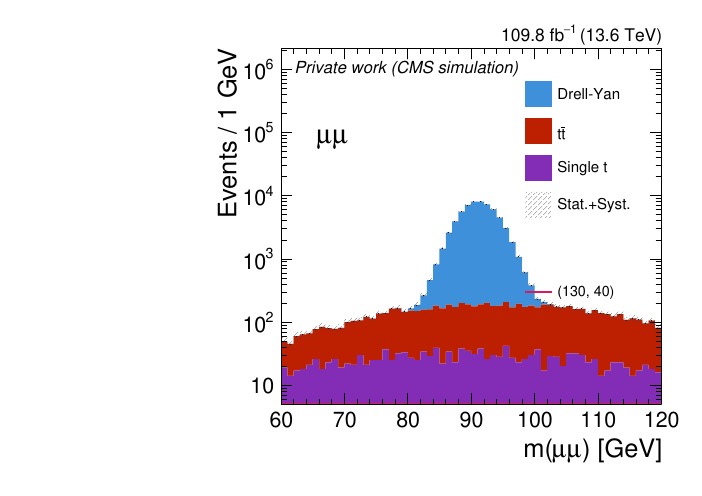 109.8 fb⁻¹ (13.6 TeV)
Private work (CMS simulation)
μμ
Drell-Yan
tt̄
Single t
Stat.+Syst.
(130, 40)
Events / 1 GeV
10⁶
10⁵
10⁴
10³
10²
10
60 70 80 90 100 110 120
m(μμ) [GeV]